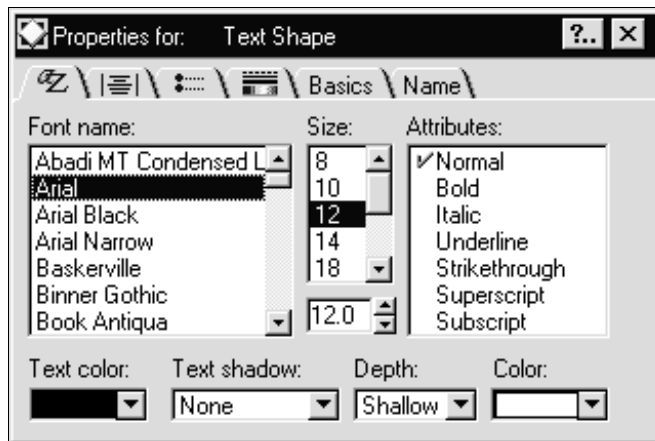 Properties for: Text Shape ?..
Basics Name
Font name: Size: Attributes:
Abadi MT Condensed L 8 Normal
Arial 10 Bold
Arial Black 12 Italic
Arial Narrow 14 Underline
Baskerville 18 Strikethrough
Binner Gothic 12.0 Superscript
Book Antiqua Subscript
Text color: Text shadow: Depth: Color:
None Shallow